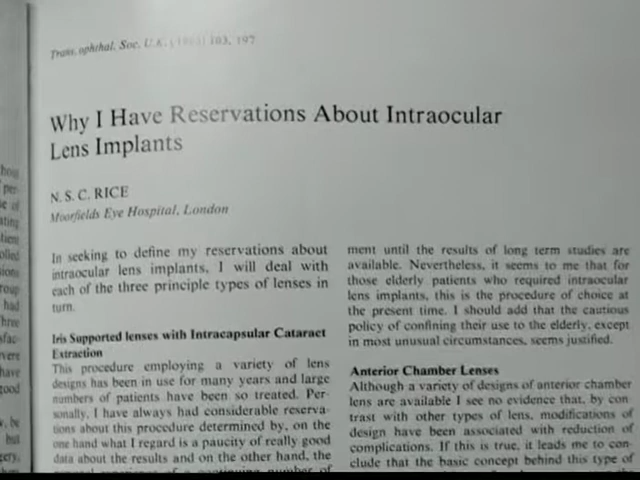 Trans. ophthal. Soc. U.K. (1983) 103, 197
Why I Have Reservations About Intraocular
Lens Implants
N. S. C. RICE
Moorfields Eye Hospital, London
In seeking to define my reservations about
intraocular lens implants, I will deal with
each of the three principle types of lenses in
turn.
Iris Supported lenses with Intracapsular Cataract
Extraction
This procedure employing a variety of lens
designs has been in use for many years and large
numbers of patients have been so treated. Per-
sonally, I have always had considerable reserva-
tions about this procedure determined by, on the
one hand what I regard is a paucity of really good
data about the results and on the other hand, the
general experience of a continuing number of
ment until the results of long term studies are
available. Nevertheless, it seems to me that for
those elderly patients who required intraocular
lens implants, this is the procedure of choice at
the present time. I should add that the cautious
policy of confining their use to the elderly, except
in most unusual circumstances, seems justified.
Anterior Chamber Lenses
Although a variety of designs of anterior chamber
lens are available I see no evidence that, by con-
trast with other types of lens, modifications of
design have been associated with reduction of
complications. If this is true, it leads me to con-
clude that the basic concept behind this type of